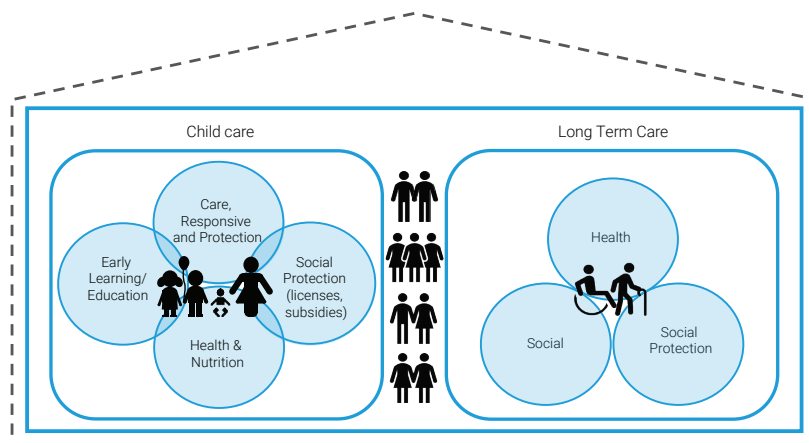 Child care
Long Term Care
Care,
Responsive
and Protection
Early
Learning/
Education
Social
Protection
(licenses,
subsidies)
Health &
Nutrition
Health
Social
Social
Protection